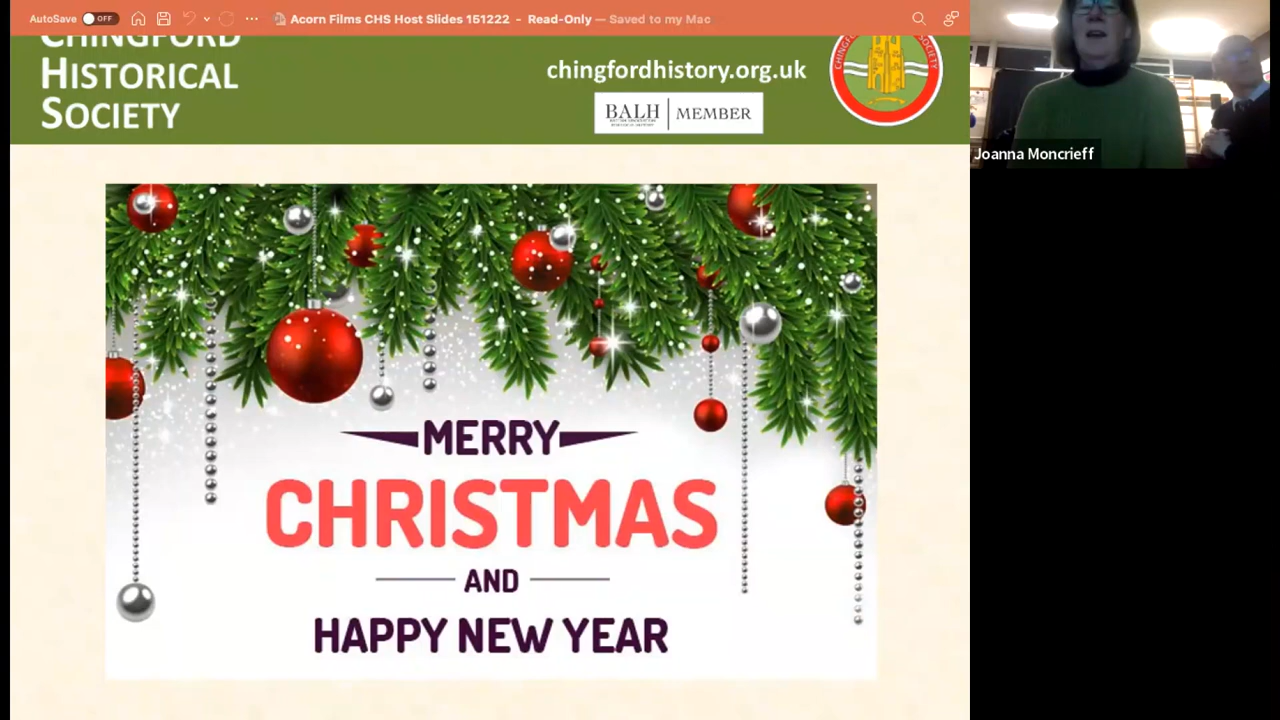 AutoSave OFF
Acorn Films CHS Host Slides 151222 - Read-Only — Saved to my Mac
CHINGFORD
HISTORICAL
SOCIETY
chingfordhistory.org.uk
BALH MEMBER
Joanna Moncrieff
MERRY
CHRISTMAS
AND
HAPPY NEW YEAR